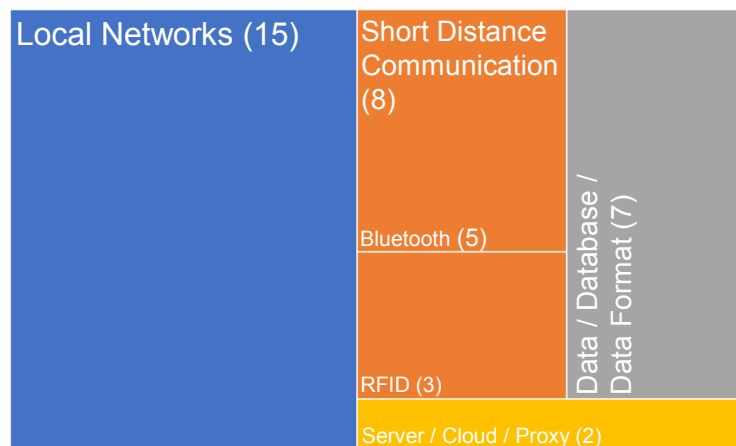 Local Networks (15)
Short Distance
Communication
(8)
Bluetooth (5)
RFID (3)
Data / Database /
Data Format (7)
Server / Cloud / Proxy (2)